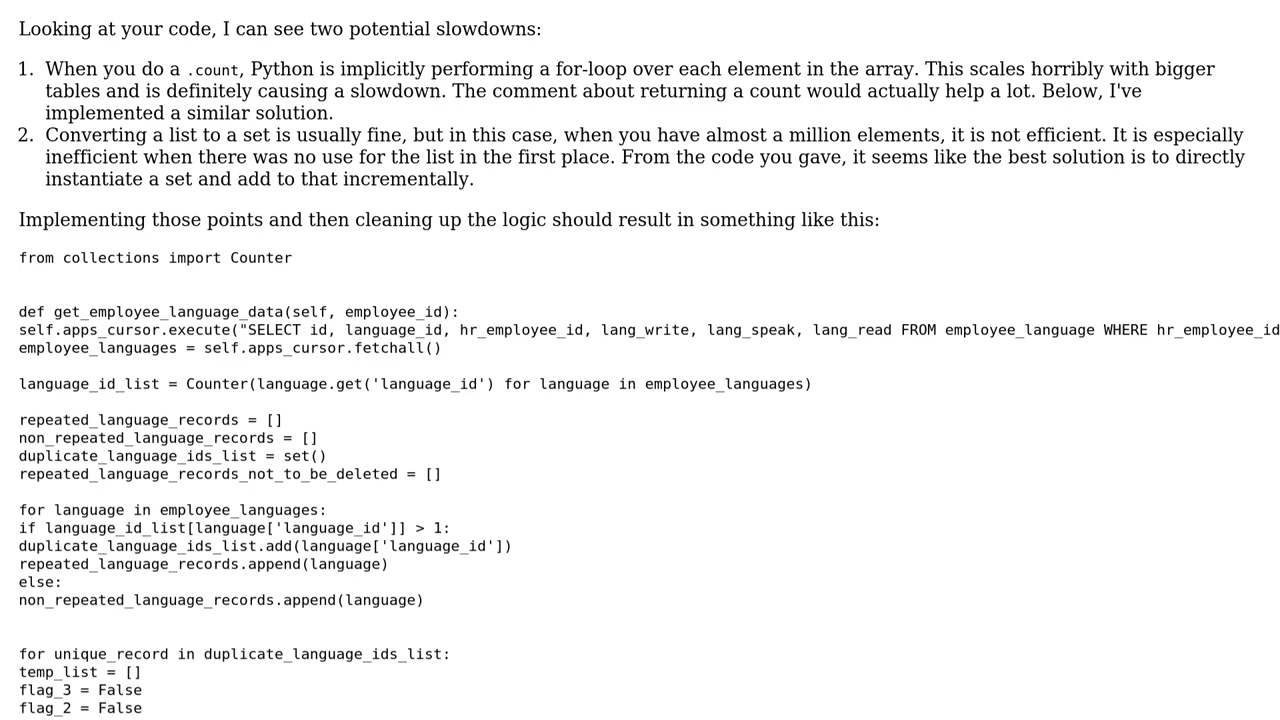 Looking at your code, I can see two potential slowdowns:
1. When you do a .count, Python is implicitly performing a for-loop over each element in the array. This scales horribly with bigger
tables and is definitely causing a slowdown. The comment about returning a count would actually help a lot. Below, I've
implemented a similar solution.
2. Converting a list to a set is usually fine, but in this case, when you have almost a million elements, it is not efficient. It is especially
inefficient when there was no use for the list in the first place. From the code you gave, it seems like the best solution is to directly
instantiate a set and add to that incrementally.
Implementing those points and then cleaning up the logic should result in something like this:
from collections import Counter
def get_employee_language_data(self, employee_id):
self.apps_cursor.execute("SELECT id, language_id, hr_employee_id, lang_write, lang_speak, lang_read FROM employee_language WHERE hr_employee_id
employee_languages = self.apps_cursor.fetchall()
language_id_list = Counter(language.get('language_id') for language in employee_languages)
repeated_language_records = []
non_repeated_language_records = []
duplicate_language_ids_list = set()
repeated_language_records_not_to_be_deleted = []
for language in employee_languages:
if language_id_list[language['language_id']] > 1:
duplicate_language_ids_list.add(language['language_id'])
repeated_language_records.append(language)
else:
non_repeated_language_records.append(language)
for unique_record in duplicate_language_ids_list:
temp_list = []
flag_3 = False
flag_2 = False